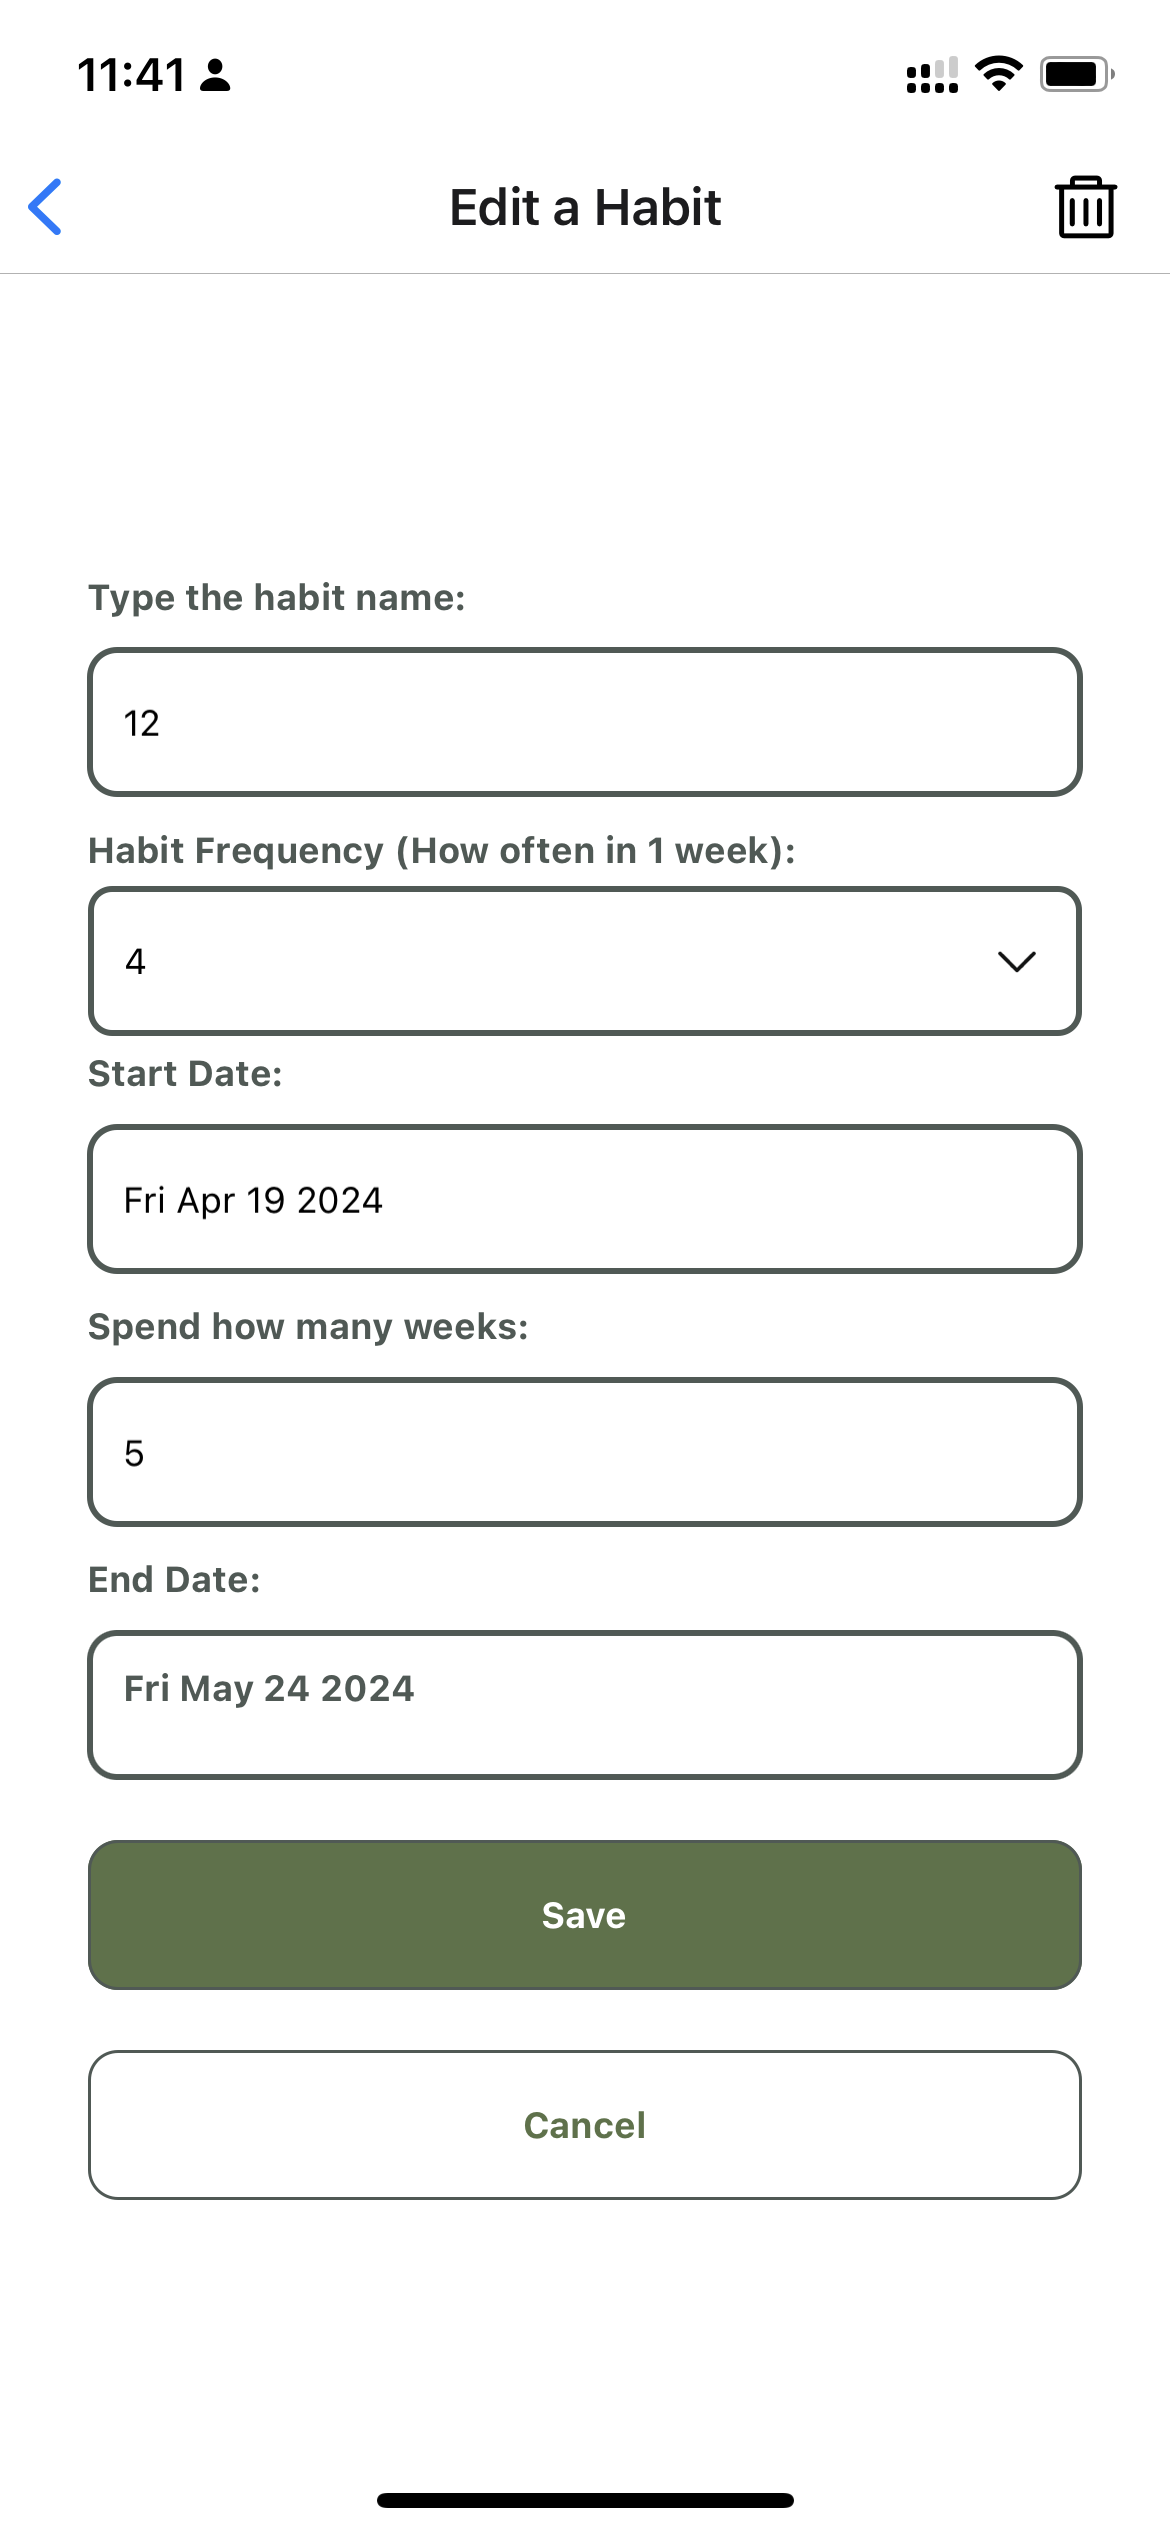 11:41
Edit a Habit
Type the habit name:
12
Habit Frequency (How often in 1 week):
4
Start Date:
Fri Apr 19 2024
Spend how many weeks:
5
End Date:
Fri May 24 2024
Save
Cancel